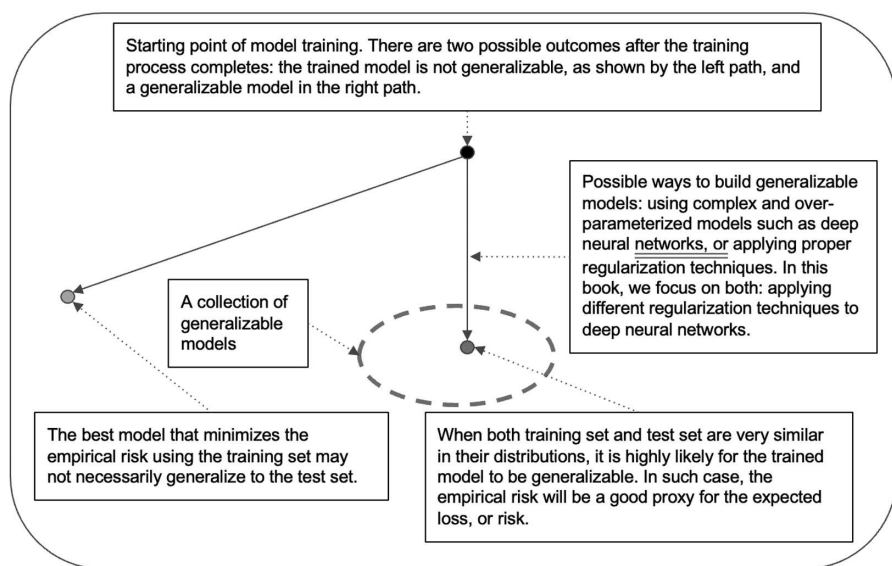 Starting point of model training. There are two possible outcomes after the training
process completes: the trained model is not generalizable, as shown by the left path, and
a generalizable model in the right path.
Possible ways to build generalizable
models: using complex and over-
parameterized models such as deep
neural networks, or applying proper
regularization techniques. In this
book, we focus on both: applying
different regularization techniques to
deep neural networks.
A collection of
generalizable
models
The best model that minimizes the
empirical risk using the training set may
not necessarily generalize to the test set.
When both training set and test set are very similar
in their distributions, it is highly likely for the trained
model to be generalizable. In such case, the
empirical risk will be a good proxy for the expected
loss, or risk.